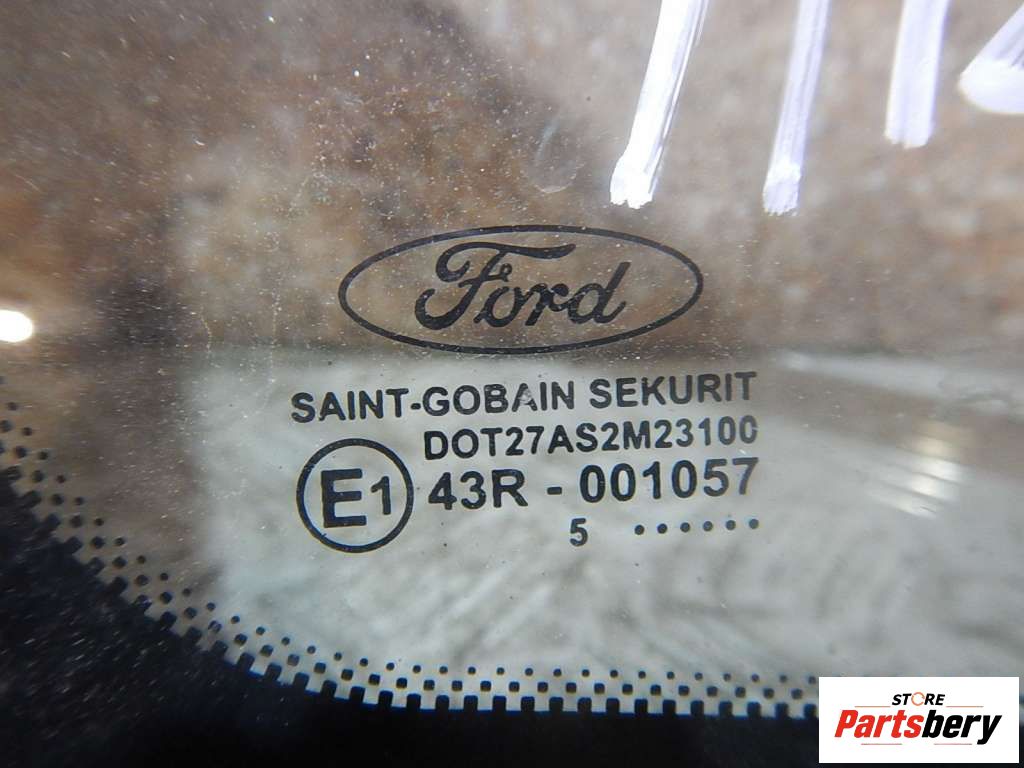 Ford
SAINT-GOBAIN SEKURIT
DOT27AS2M23100
E1 43R - 001057
5 ......
STORE
Partsbery